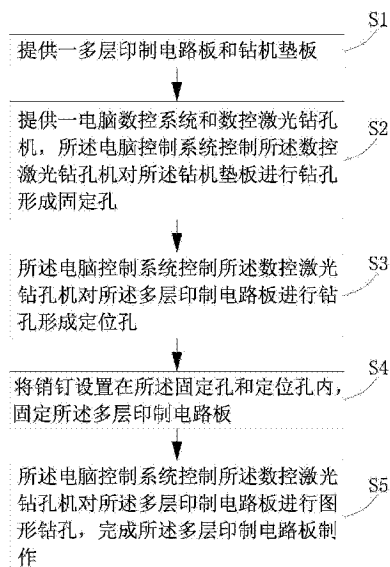 S1
提供一多层印制电路板和钻机垫板
S2
提供一电脑数控系统和数控激光钻孔
机，所述电脑控制系统控制所述数控
激光钻孔机对所述钻机垫板进行钻孔
形成固定孔
S3
所述电脑控制系统控制所述数控激光
钻孔机对所述多层印制电路板进行钻
孔形成定位孔
S4
将销钉设置在所述固定孔和定位孔内，
固定所述多层印制电路板
S5
所述电脑控制系统控制所述数控激光
钻孔机对所述多层印制电路板进行图
形钻孔，完成所述多层印制电路板制
作